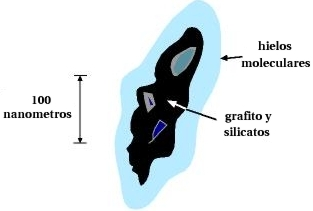 hielos
moleculares
100
nanometros
grafito y
silicatos